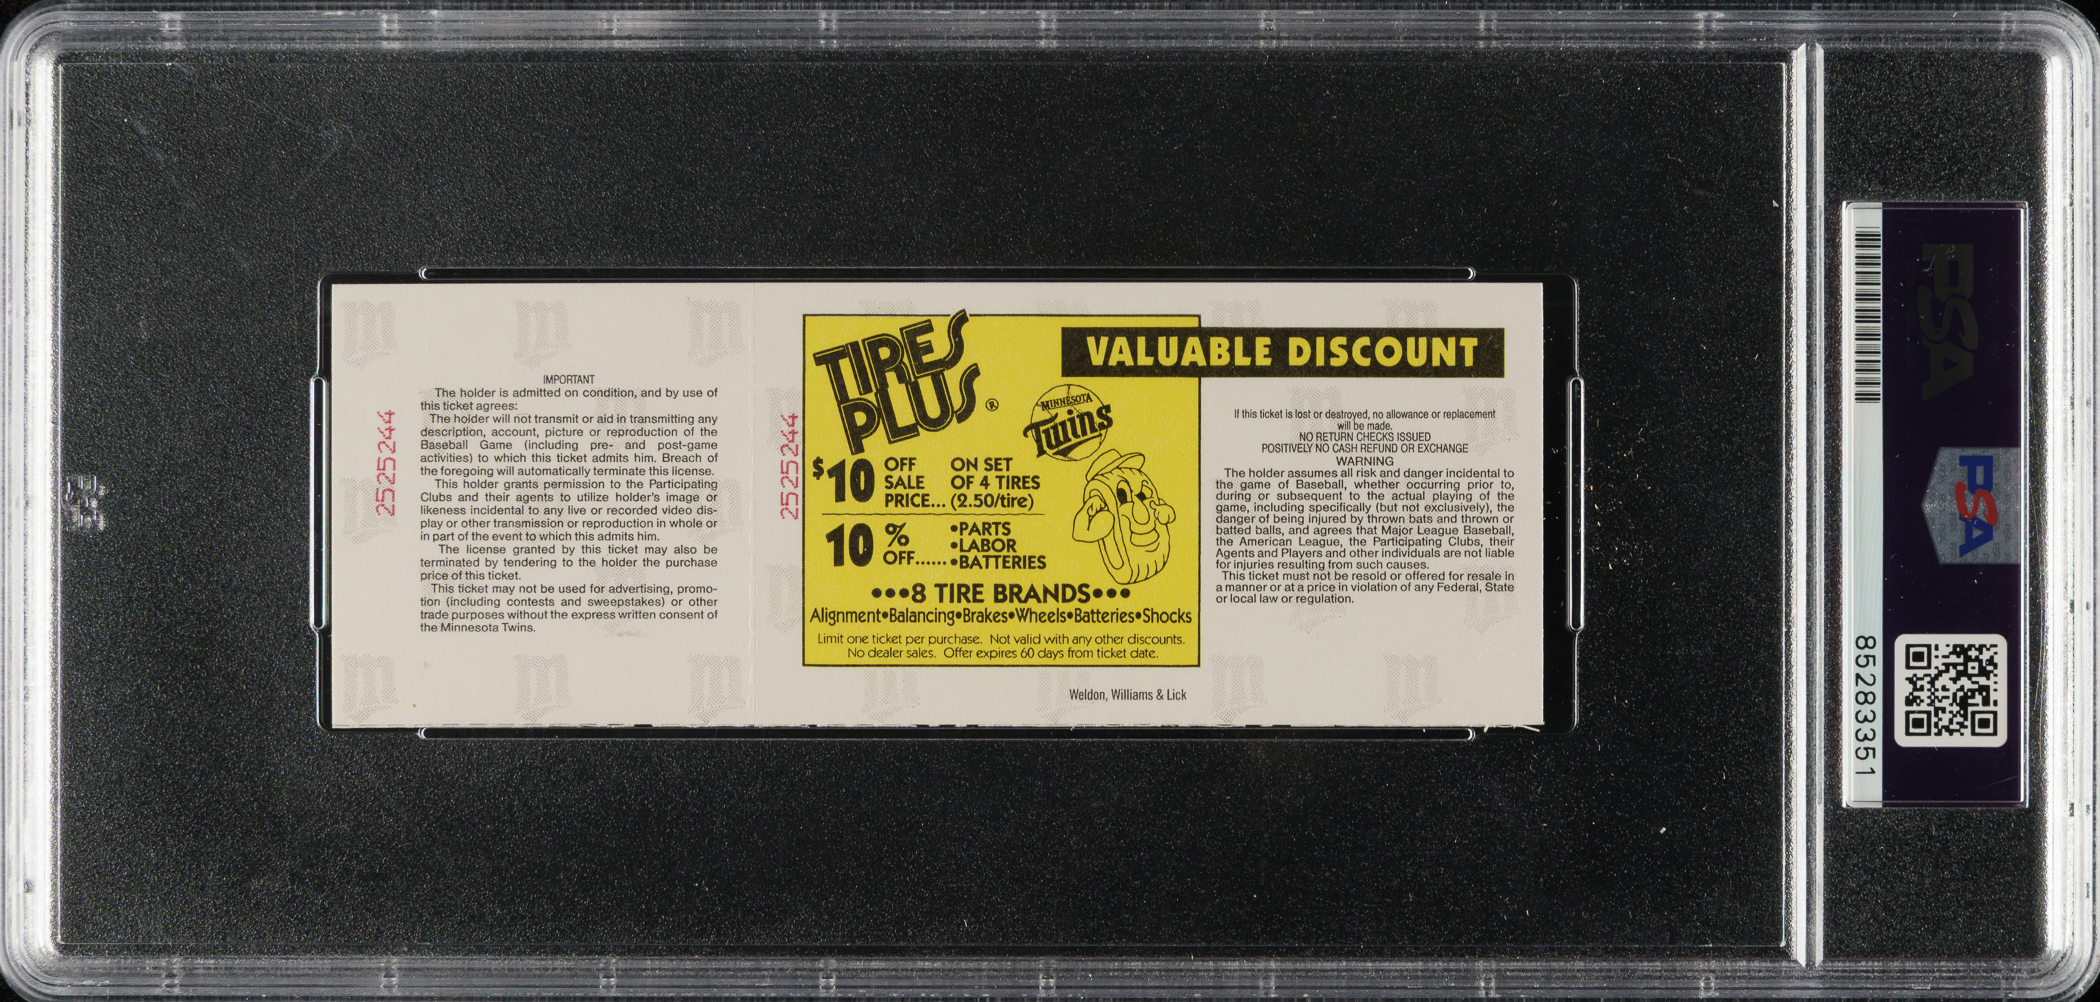 IMPORTANT
The holder is admitted on condition, and by use of
this ticket agrees:
The holder will not transmit or aid in transmitting any
description, account, picture or reproduction of the
Baseball Game (including pre- and post-game
activities) to which this ticket admits him. Breach of
the foregoing will automatically terminate this license.
This holder grants permission to the Participating
Clubs and their agents to utilize holder's image or
likeness incidental to any live or recorded video dis-
play or other transmission or reproduction in whole or
in part of the event to which this admits him.
The license granted by this ticket may also be
terminated by tendering to the holder the purchase
price of this ticket.
This ticket may not be used for advertising, promo-
tion (including contests and sweepstakes) or other
trade purposes without the express written consent of
the Minnesota Twins.
2525244
2525244
TIRES
PLUS®
VALUABLE DISCOUNT
MINNESOTA
Twins
$10 OFF SALE PRICE... ON SET OF 4 TIRES (2.50/tire)
10% OFF...... •PARTS
•LABOR
•BATTERIES
•••8 TIRE BRANDS•••
Alignment•Balancing•Brakes•Wheels•Batteries•Shocks
Limit one ticket per purchase. Not valid with any other discounts.
No dealer sales. Offer expires 60 days from ticket date.
Weldon, Williams & Lick
If this ticket is lost or destroyed, no allowance or replacement
will be made.
NO RETURN CHECKS ISSUED
POSITIVELY NO CASH REFUND OR EXCHANGE
WARNING
The holder assumes all risk and danger incidental to
the game of Baseball, whether occurring prior to,
during or subsequent to the actual playing of the
game, including specifically (but not exclusively), the
danger of being injured by thrown bats and thrown or
batted balls, and agrees that Major League Baseball,
the American League, the Participating Clubs, their
Agents and Players and other individuals are not liable
for injuries resulting from such causes.
This ticket must not be resold or offered for resale in
a manner or at a price in violation of any Federal, State
or local law or regulation.
PSA
PSA
85283351